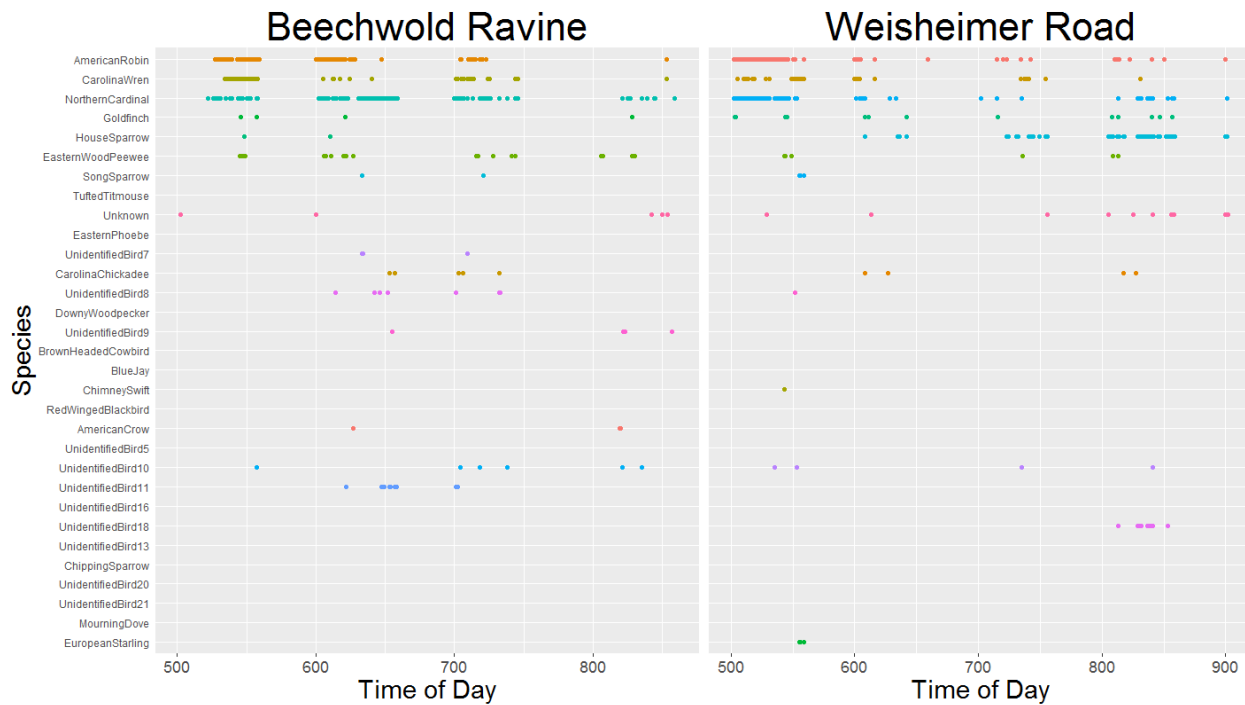 Beechwold Ravine
Weisheimer Road
Species
AmericanRobin
CarolinaWren
NorthernCardinal
Goldfinch
HouseSparrow
EasternWoodPeewee
SongSparrow
TuftedTitmouse
Unknown
EasternPhoebe
UnidentifiedBird7
CarolinaChickadee
UnidentifiedBird8
DownyWoodpecker
UnidentifiedBird9
BrownHeadedCowbird
BlueJay
ChimneySwift
RedWingedBlackbird
AmericanCrow
UnidentifiedBird5
UnidentifiedBird10
UnidentifiedBird11
UnidentifiedBird16
UnidentifiedBird18
UnidentifiedBird13
ChippingSparrow
UnidentifiedBird20
UnidentifiedBird21
MourningDove
EuropeanStarling
500 600 700 800
500 600 700 800 900
Time of Day
Time of Day